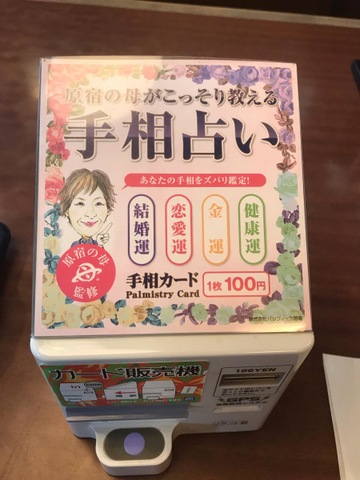 原宿の母がこっそり教える
手相占い
あなたの手相をズバリ鑑定!
結婚運
恋愛運
金運
健康運
原宿の母
監修
手相カード
Palmistry Card
1枚100円
カード販売機
100YEN
GPS